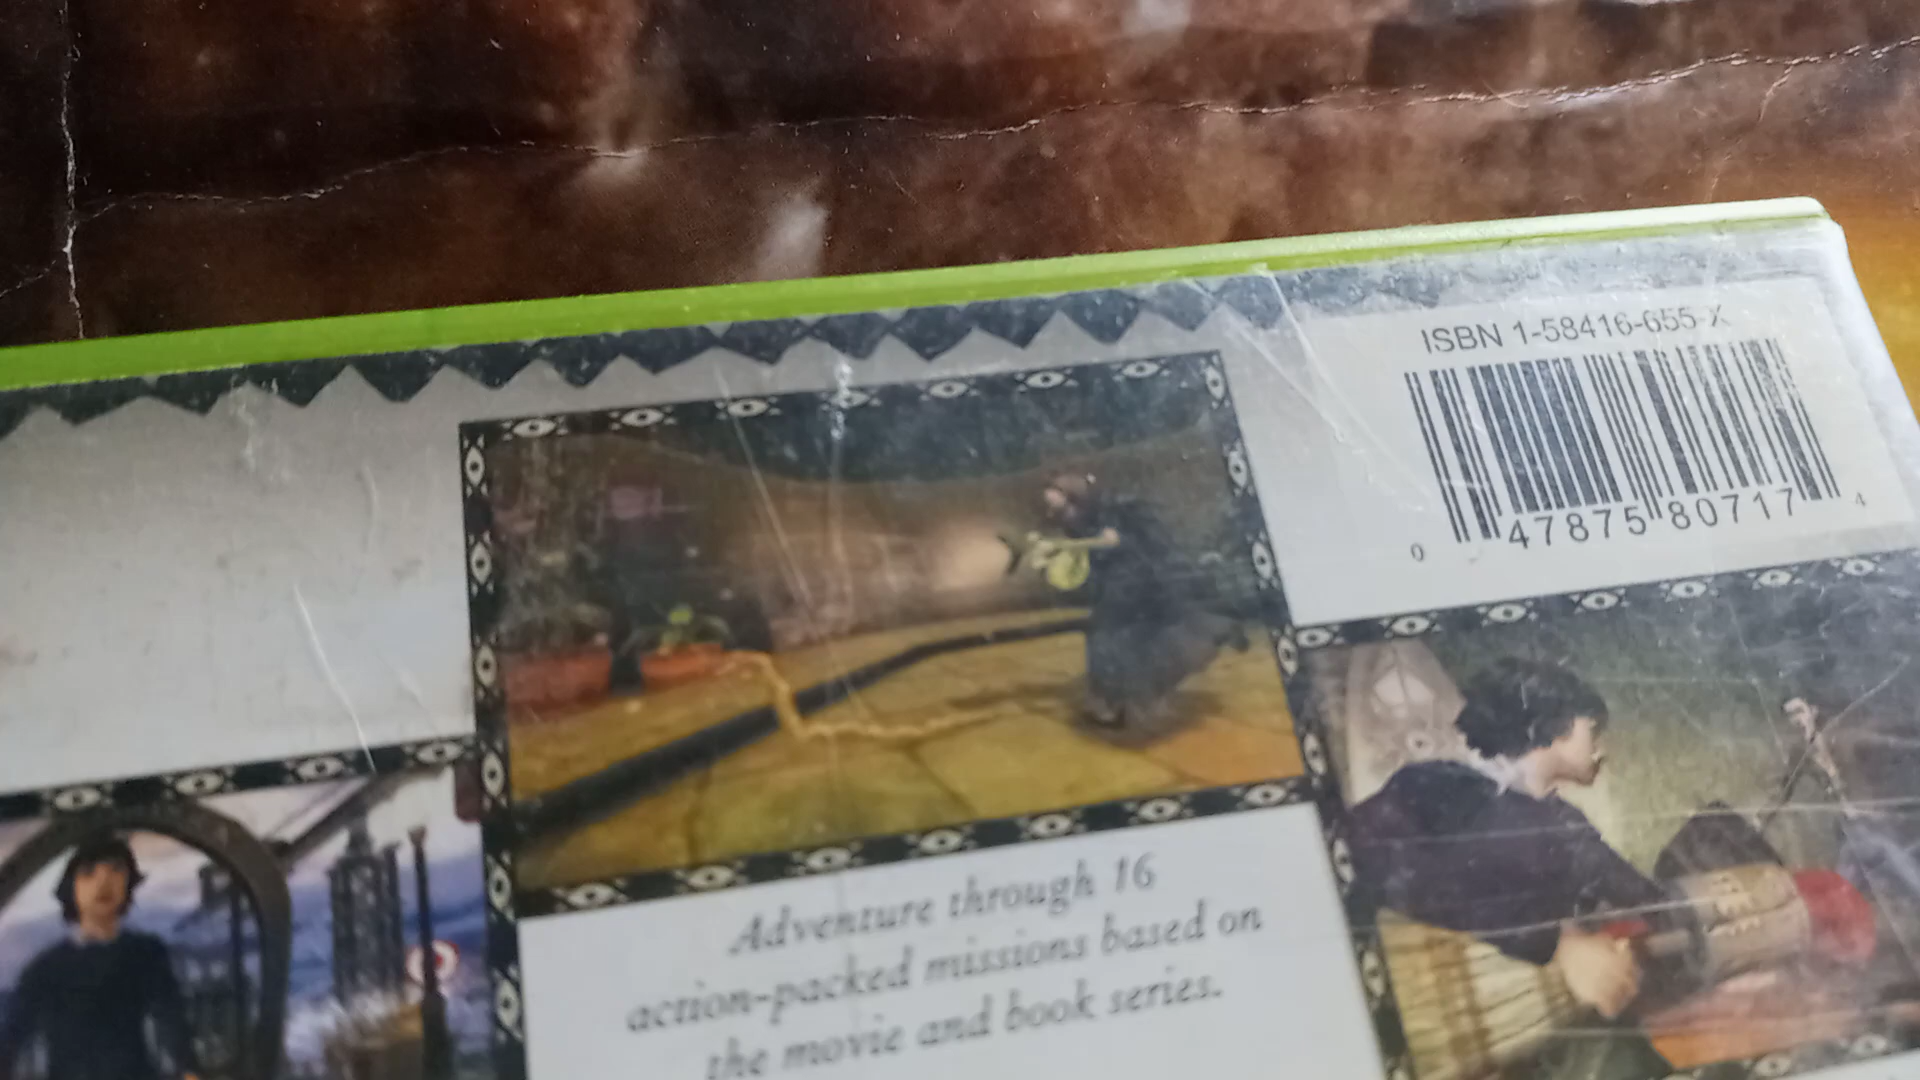 ISBN 1-58416-655-X
0 47875 80717 4
Adventure through 16
action-packed missions based on
the movie and book series.